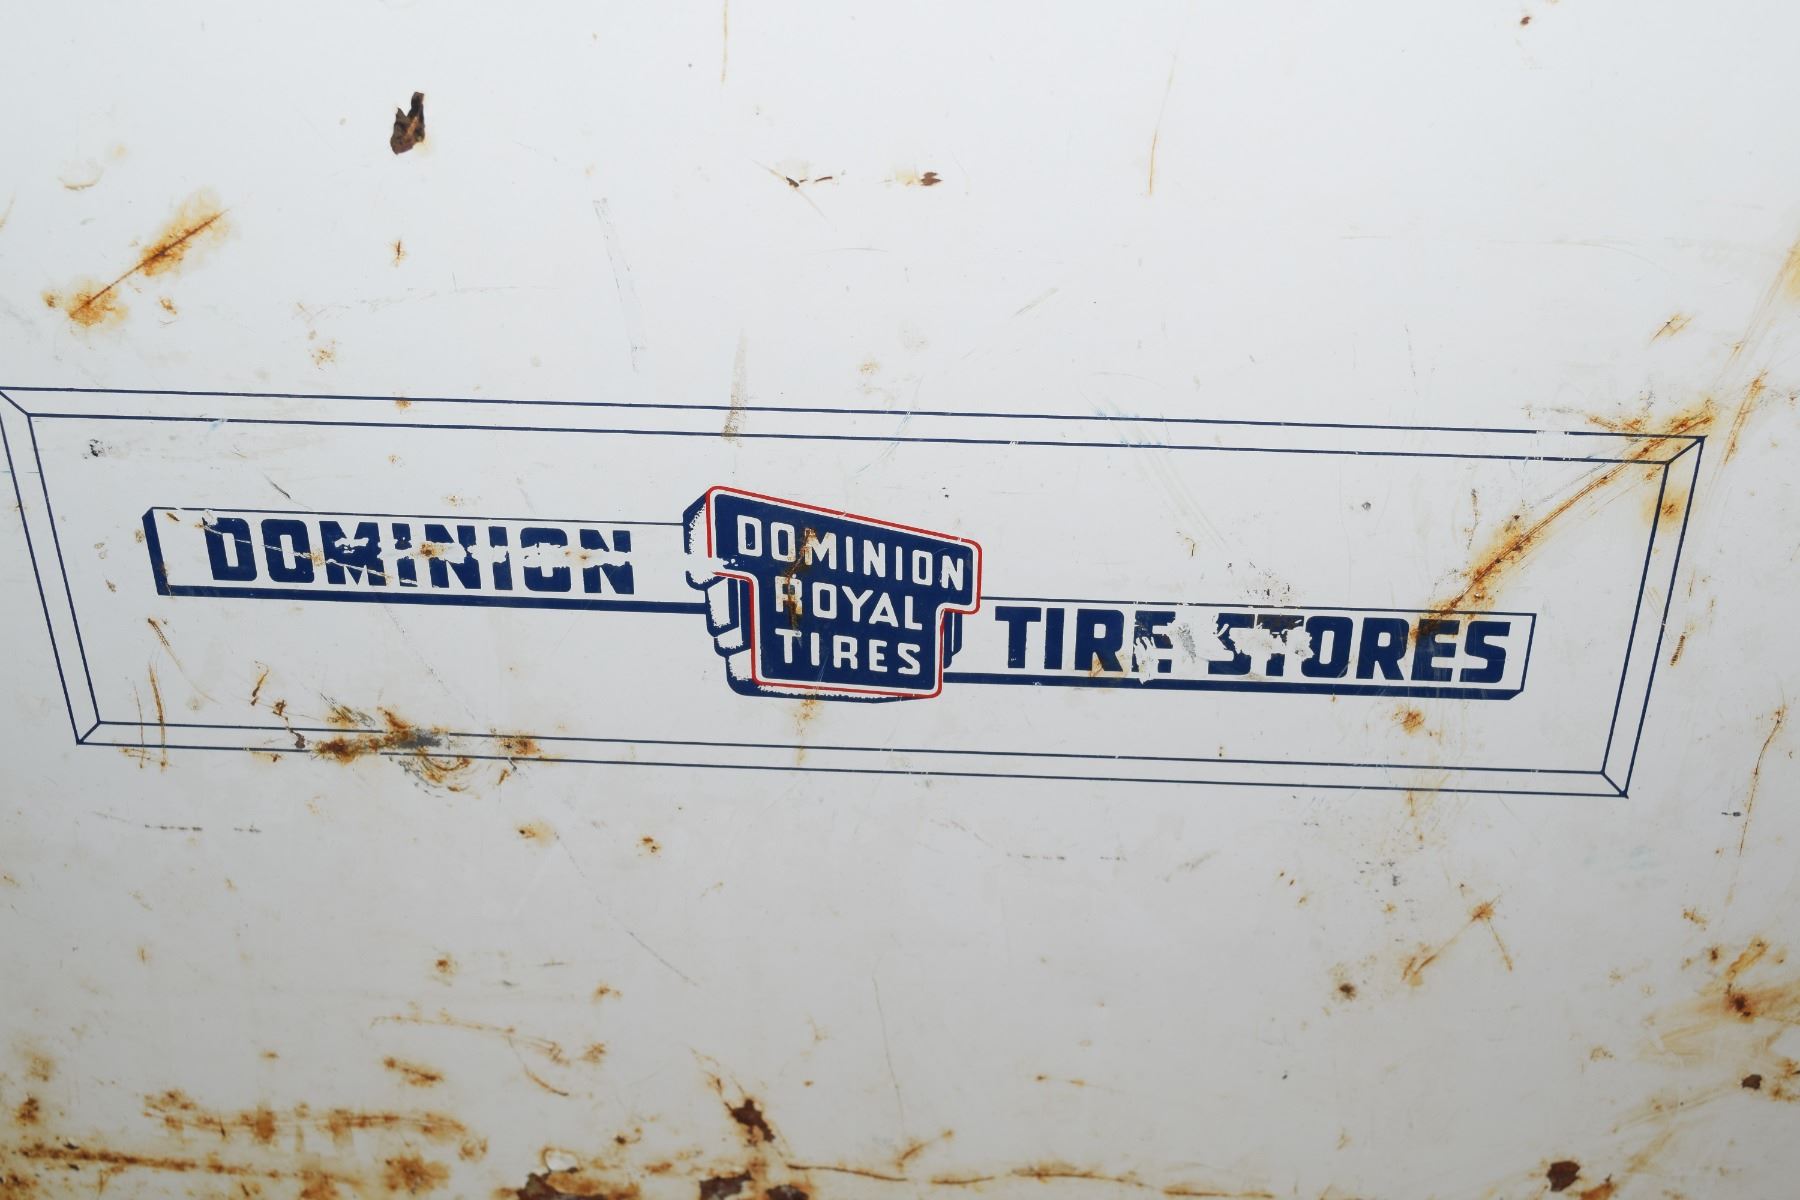 DOMINION
DOMINION
ROYAL
TIRES
TIRE STORES